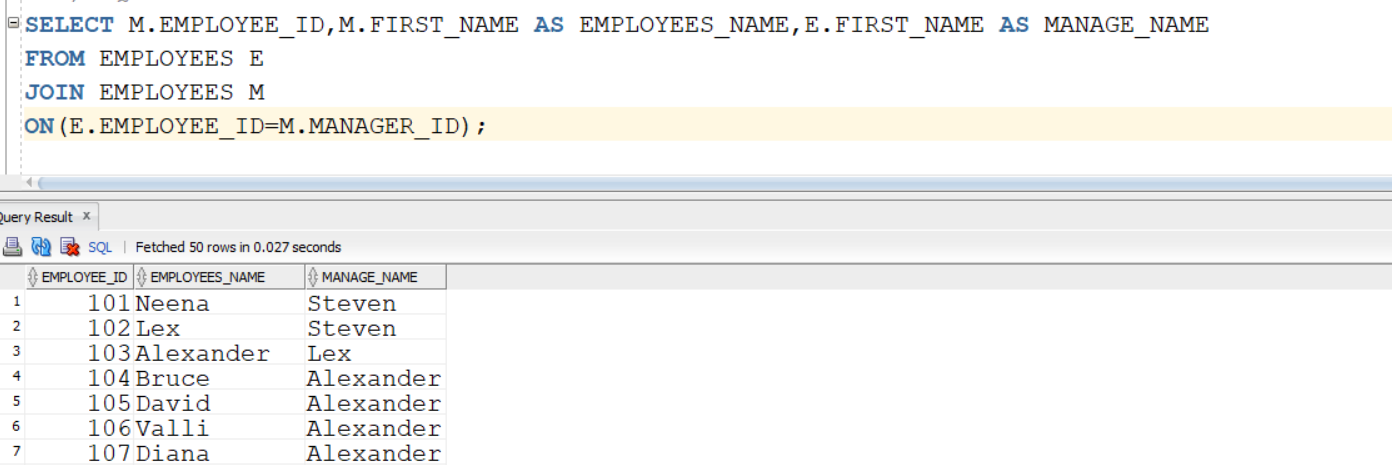 SELECT M.EMPLOYEE_ID,M.FIRST_NAME AS EMPLOYEES_NAME,E.FIRST_NAME AS MANAGE_NAME
FROM EMPLOYEES E
JOIN EMPLOYEES M
ON(E.EMPLOYEE_ID=M.MANAGER_ID);
Query Result x
SQL | Fetched 50 rows in 0.027 seconds
EMPLOYEE_ID EMPLOYEES_NAME MANAGE_NAME
1 101 Neena Steven
2 102 Lex Steven
3 103 Alexander Lex
4 104 Bruce Alexander
5 105 David Alexander
6 106 Valli Alexander
7 107 Diana Alexander